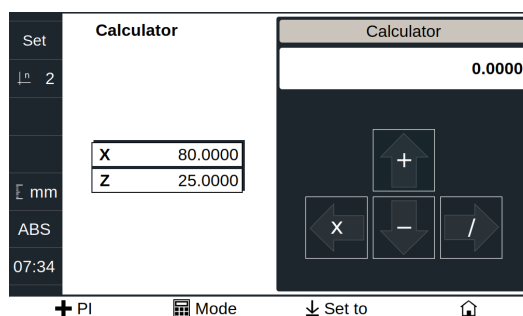 Set
n 2
mm
ABS
07:34
Calculator
X 80.0000
Z 25.0000
Calculator
0.0000
+
x − /
PI Mode Set to